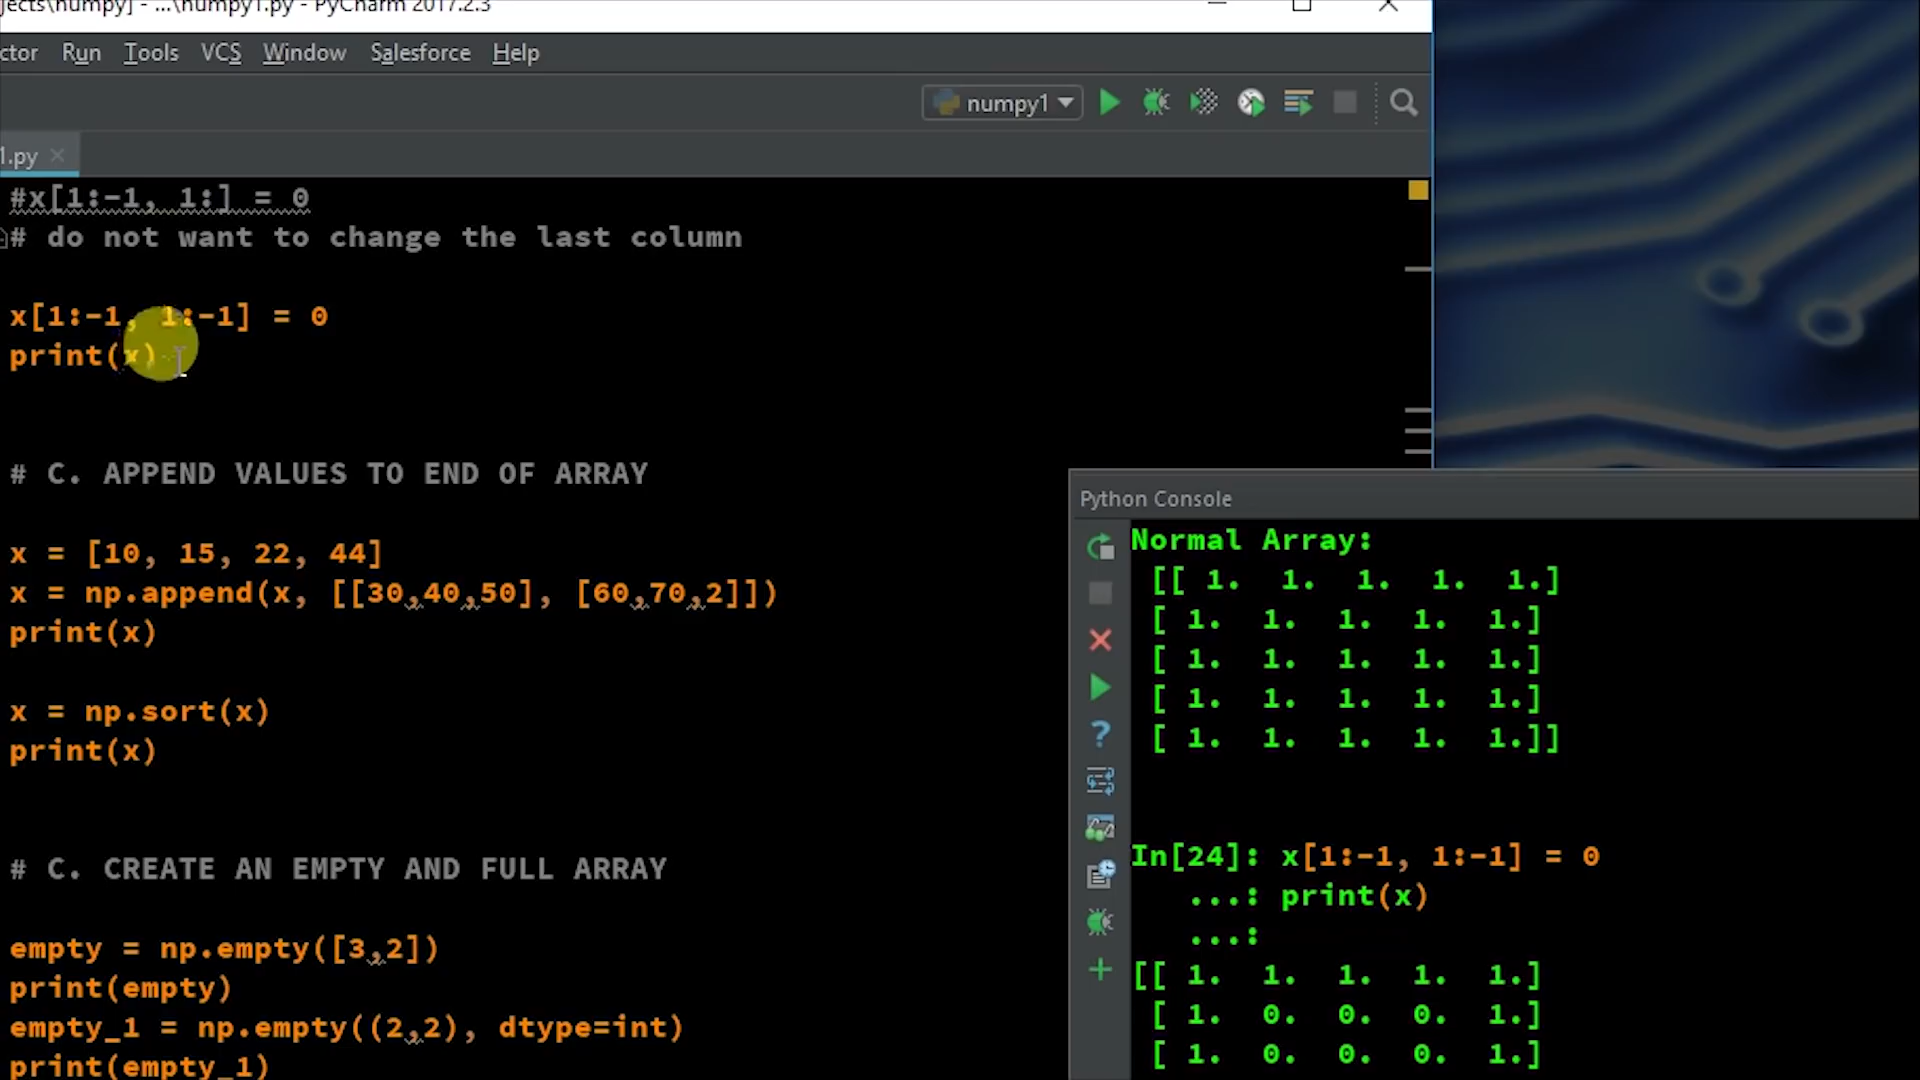 jects\numpy] - ...\numpy1.py - PyCharm 2017.2.3
ctor Run Tools VCS Window Salesforce Help
numpy1
1.py
#x[1:-1, 1:] = 0
# do not want to change the last column
x[1:-1, 1:-1] = 0
print(x)
# C. APPEND VALUES TO END OF ARRAY
x = [10, 15, 22, 44]
x = np.append(x, [[30,40,50], [60,70,2]])
print(x)
x = np.sort(x)
print(x)
# C. CREATE AN EMPTY AND FULL ARRAY
empty = np.empty([3,2])
print(empty)
empty_1 = np.empty((2,2), dtype=int)
print(empty_1)
Python Console
Normal Array:
[[ 1. 1. 1. 1. 1.]
[ 1. 1. 1. 1. 1.]
[ 1. 1. 1. 1. 1.]
[ 1. 1. 1. 1. 1.]
[ 1. 1. 1. 1. 1.]]
In[24]: x[1:-1, 1:-1] = 0
...: print(x)
...:
[[ 1. 1. 1. 1. 1.]
[ 1. 0. 0. 0. 1.]
[ 1. 0. 0. 0. 1.]